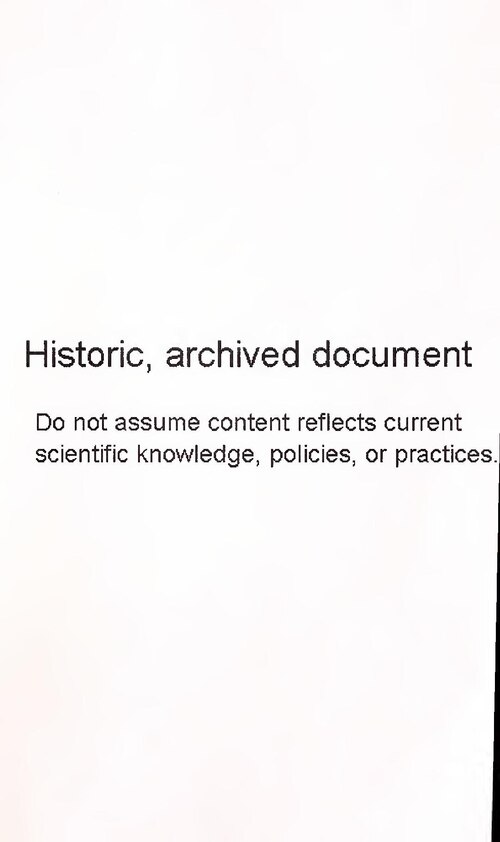 Historic, archived document
Do not assume content reflects current
scientific knowledge, policies, or practices.